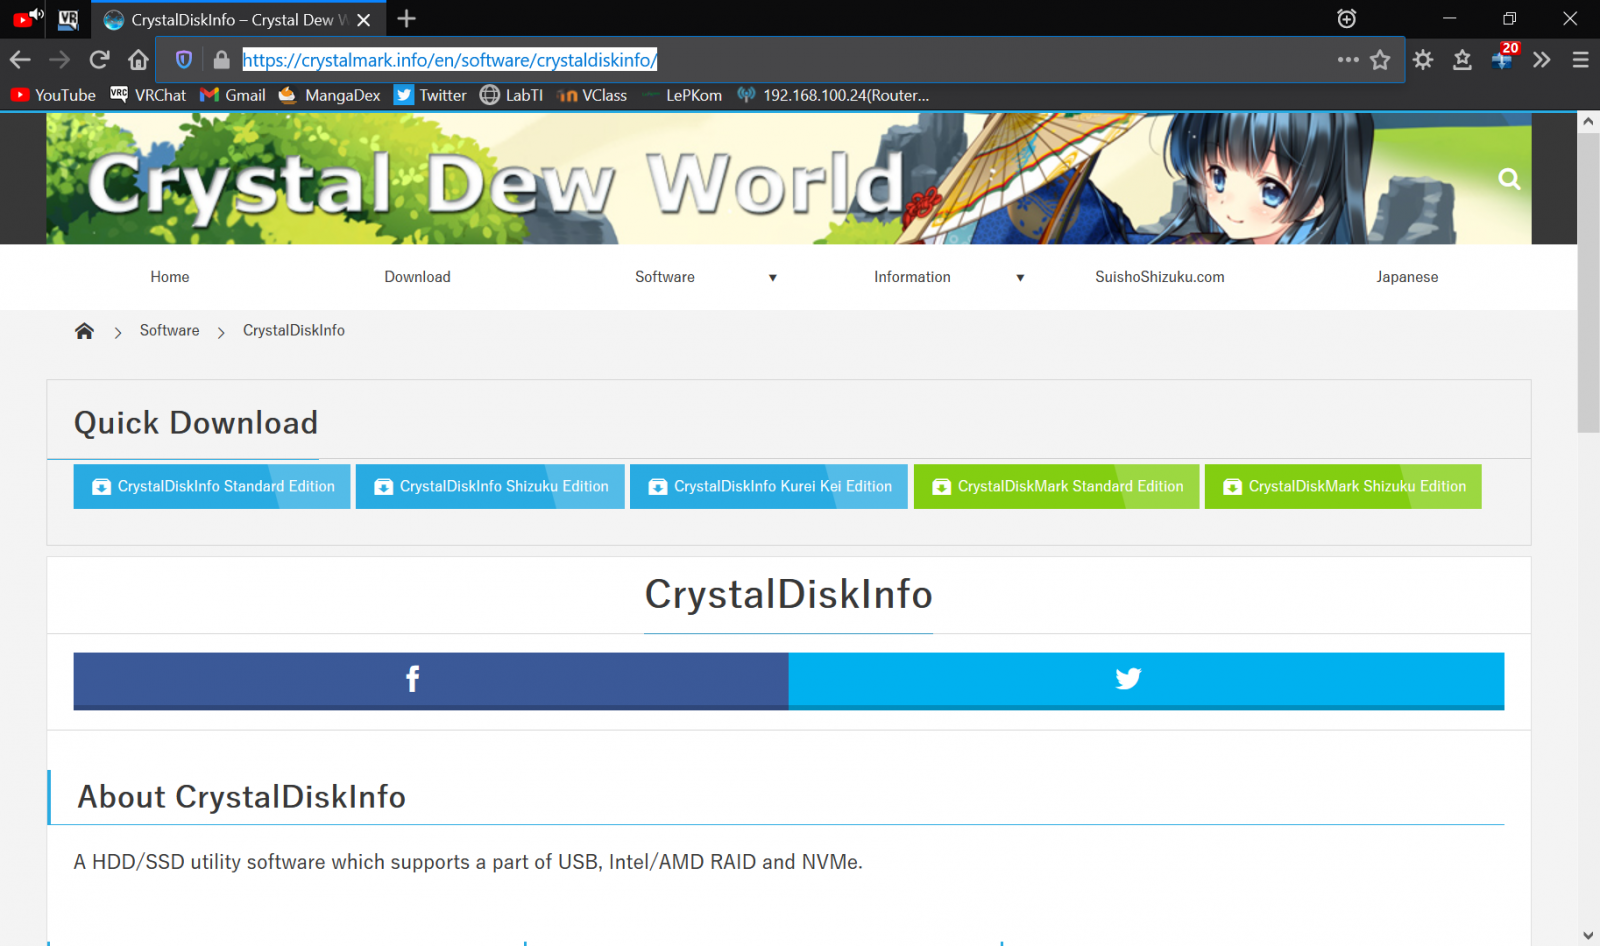 CrystalDiskInfo – Crystal Dew W
https://crystalmark.info/en/software/crystaldiskinfo/
20
YouTube VRChat Gmail MangaDex Twitter LabTI VClass LePKom 192.168.100.24(Router...
Crystal Dew World
Home Download Software Information SuishoShizuku.com Japanese
Software CrystalDiskInfo
Quick Download
CrystalDiskInfo Standard Edition CrystalDiskInfo Shizuku Edition CrystalDiskInfo Kurei Kei Edition CrystalDiskMark Standard Edition CrystalDiskMark Shizuku Edition
CrystalDiskInfo
About CrystalDiskInfo
A HDD/SSD utility software which supports a part of USB, Intel/AMD RAID and NVMe.